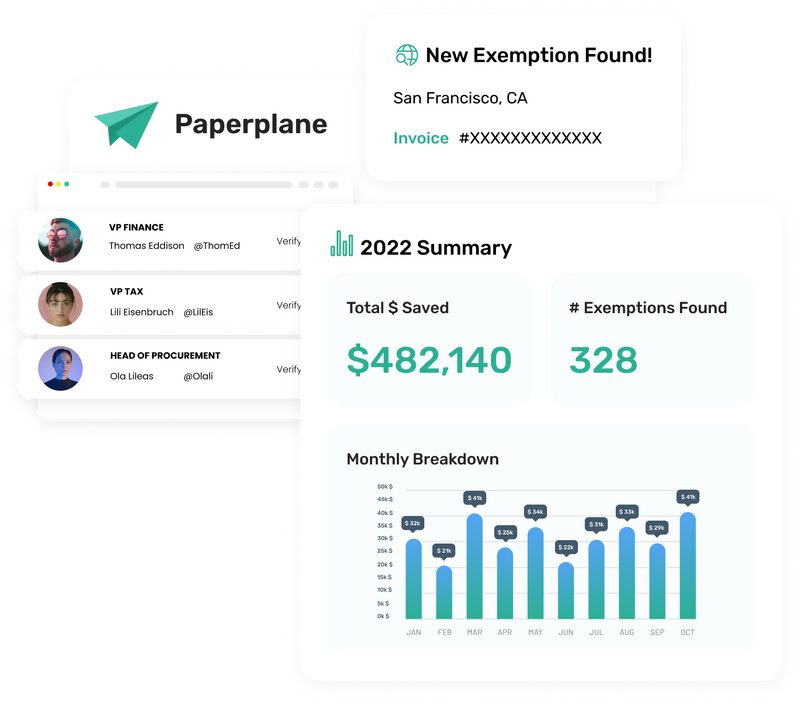 New Exemption Found!
San Francisco, CA
Invoice #XXXXXXXXXXXXX
Paperplane
VP FINANCE
Thomas Eddison @ThomEd
Verify
VP TAX
Lili Eisenbruch @LilEis
Verify
HEAD OF PROCUREMENT
Ola Lileas @Olali
Verify
2022 Summary
Total $ Saved
$482,140
# Exemptions Found
328
Monthly Breakdown
50k $
45k $
40k $
35k $
30k $
25k $
20k $
15k $
10k $
5k $
0k $
$ 32k
$ 21k
$ 41k
$ 25k
$ 34k
$ 22k
$ 31k
$ 33k
$ 29k
$ 41k
JAN FEB MAR APR MAY JUN JUL AUG SEP OCT